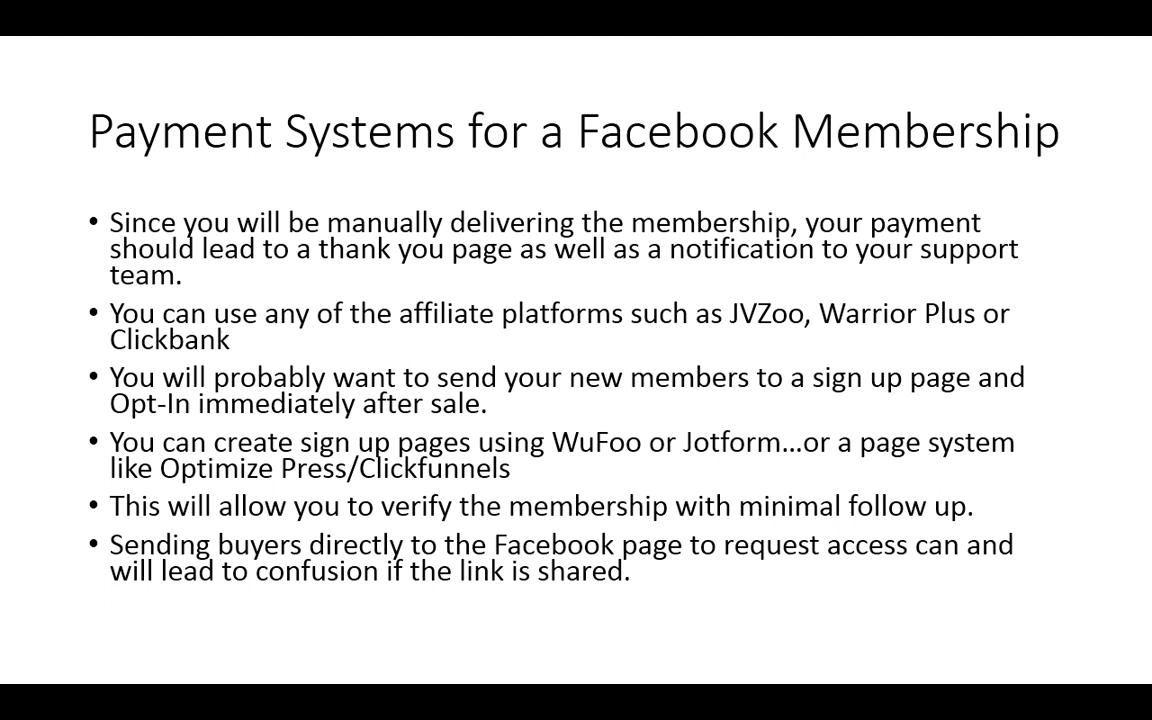 Payment Systems for a Facebook Membership
• Since you will be manually delivering the membership, your payment
should lead to a thank you page as well as a notification to your support
team.
• You can use any of the affiliate platforms such as JVZoo, Warrior Plus or
Clickbank
• You will probably want to send your new members to a sign up page and
Opt-In immediately after sale.
• You can create sign up pages using WuFoo or Jotform…or a page system
like Optimize Press/Clickfunnels
• This will allow you to verify the membership with minimal follow up.
• Sending buyers directly to the Facebook page to request access can and
will lead to confusion if the link is shared.